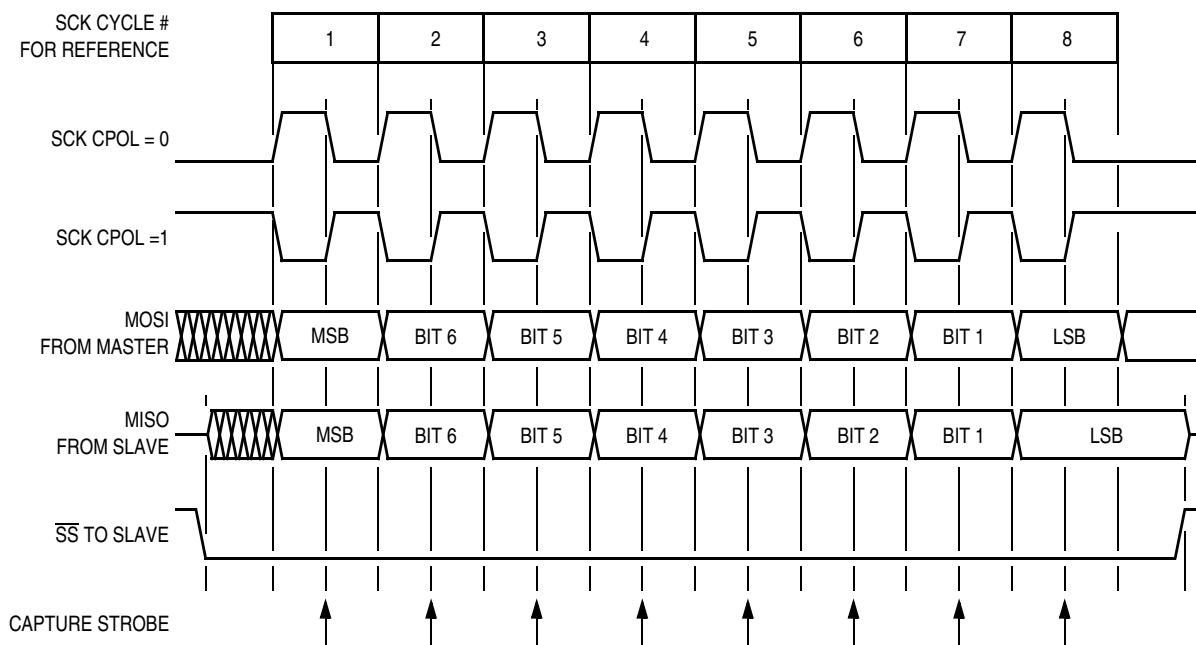 SCK CYCLE #
FOR REFERENCE
1 2 3 4 5 6 7 8
SCK CPOL = 0
SCK CPOL =1
MOSI
FROM MASTER
MSB BIT 6 BIT 5 BIT 4 BIT 3 BIT 2 BIT 1 LSB
MISO
FROM SLAVE
MSB BIT 6 BIT 5 BIT 4 BIT 3 BIT 2 BIT 1 LSB
SS TO SLAVE
CAPTURE STROBE